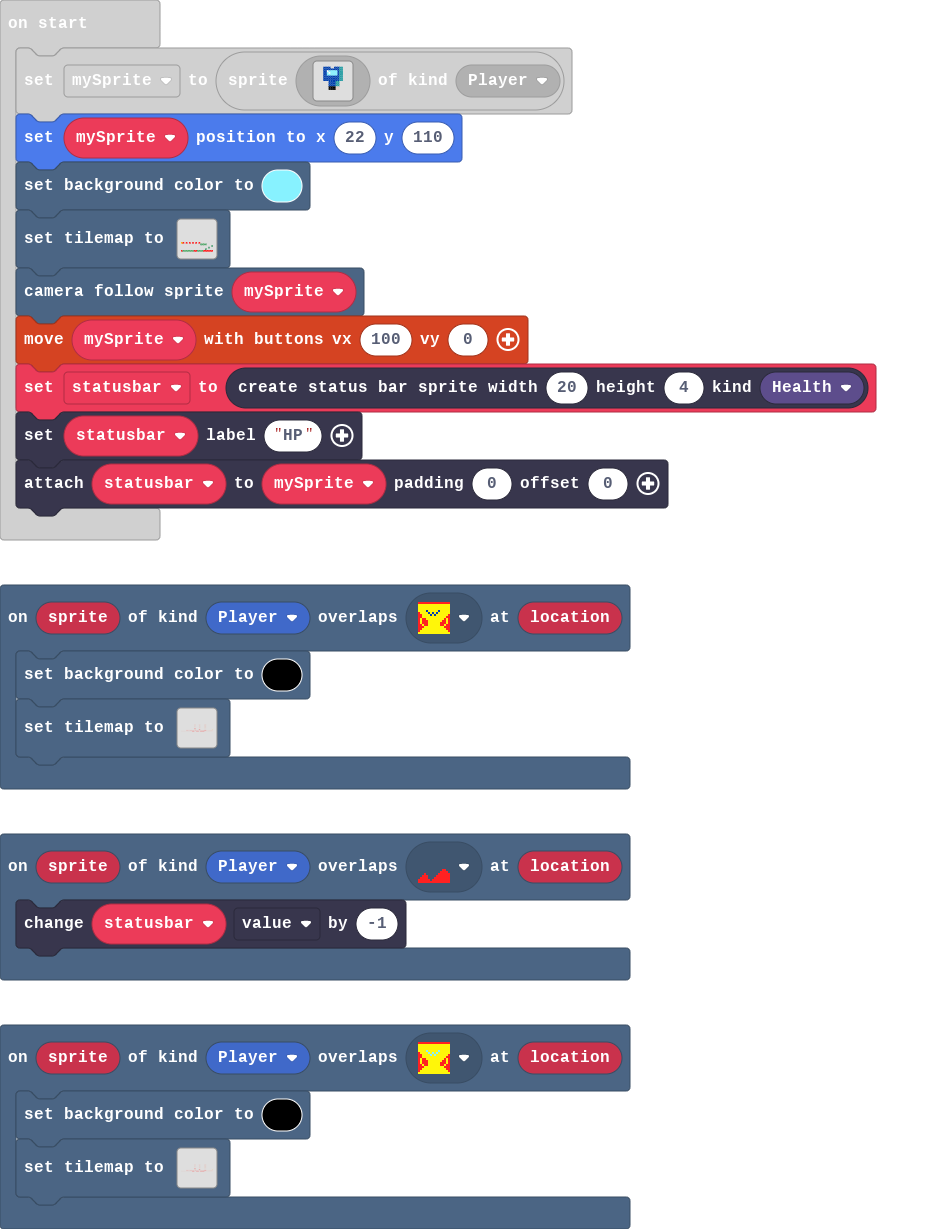 on start
set mySprite to sprite of kind Player
set mySprite position to x 22 y 110
set background color to
set tilemap to
camera follow sprite mySprite
move mySprite with buttons vx 100 vy 0
set statusbar to create status bar sprite width 20 height 4 kind Health
set statusbar label "HP"
attach statusbar to mySprite padding 0 offset 0
on sprite of kind Player overlaps at location
set background color to
set tilemap to
on sprite of kind Player overlaps at location
change statusbar value by -1
on sprite of kind Player overlaps at location
set background color to
set tilemap to